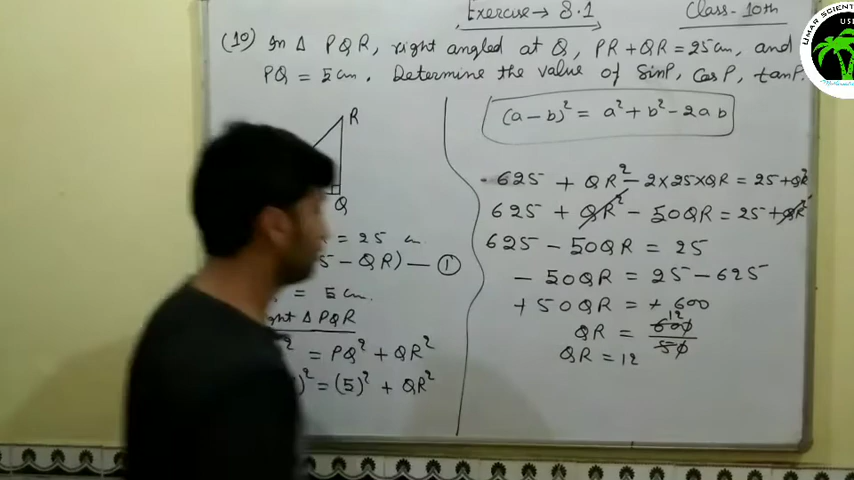 Exercise → 8.1
Class - 10th
UMAR SCIEN
(10) In Δ PQR, right angled at Q, PR + QR = 25 cm, and
PQ = 5 cm. Determine the value of SinP, CosP, tanP.
R
Q
= 25 cm
- QR) — ①
= 5 cm.
Δ PQR
² = PQ² + QR²
)² = (5)² + QR²
(a - b)² = a² + b² - 2ab
625 + QR² - 2×25×QR = 25 + QR²
625 + QR² - 50QR = 25 + QR²
625 - 50QR = 25
- 50QR = 25 - 625
+ 50QR = + 600
12
QR = 600/50
QR = 12